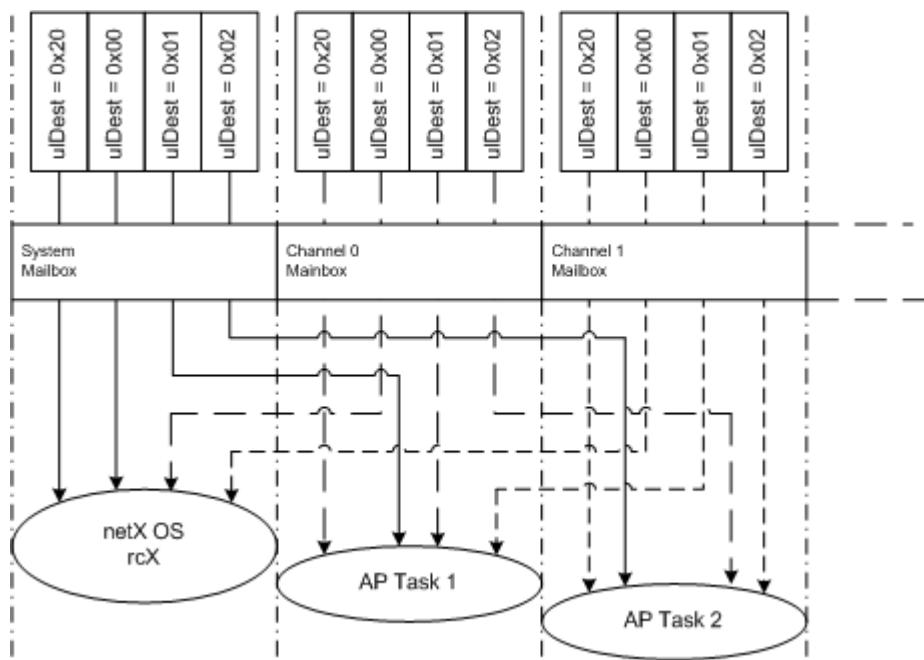 ulDest = 0x20
ulDest = 0x00
ulDest = 0x01
ulDest = 0x02
ulDest = 0x20
ulDest = 0x00
ulDest = 0x01
ulDest = 0x02
ulDest = 0x20
ulDest = 0x00
ulDest = 0x01
ulDest = 0x02
System
Mailbox
Channel 0
Mainbox
Channel 1
Mailbox
netX OS
rcX
AP Task 1
AP Task 2